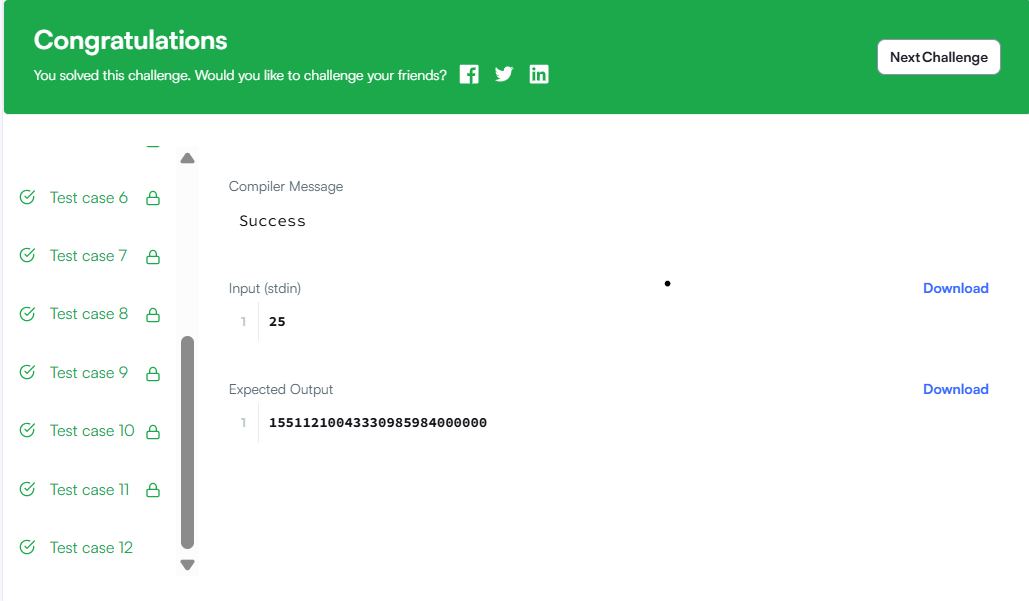 Congratulations
You solved this challenge. Would you like to challenge your friends?
Next Challenge
Test case 6
Test case 7
Test case 8
Test case 9
Test case 10
Test case 11
Test case 12
Compiler Message
Success
Input (stdin)
Download
1 25
Expected Output
Download
1 15511210043330985984000000